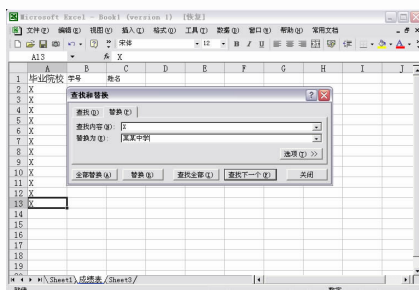 Microsoft Excel - Book1 (version 1) [恢复]
文件(F) 编辑(E) 视图(V) 插入(I) 格式(O) 工具(T) 数据(D) 窗口(W) 帮助(H) 常用文档
宋体 12 B I U
A13 fx X
A B C D E F G H I J
1 毕业院校 学号 姓名
2 X
3 X
4 X
5 X
6 X
7 X
8 X
9 X
10 X
11 X
12 X
13 X
14
15
16
17
18
19
查找和替换
查找(D) 替换(P)
查找内容(N): X
替换为(E): 某某中学
选项(T) >>
全部替换(A) 替换(R) 查找全部(I) 查找下一个(F) 关闭
Sheet1 成绩表 Sheet3